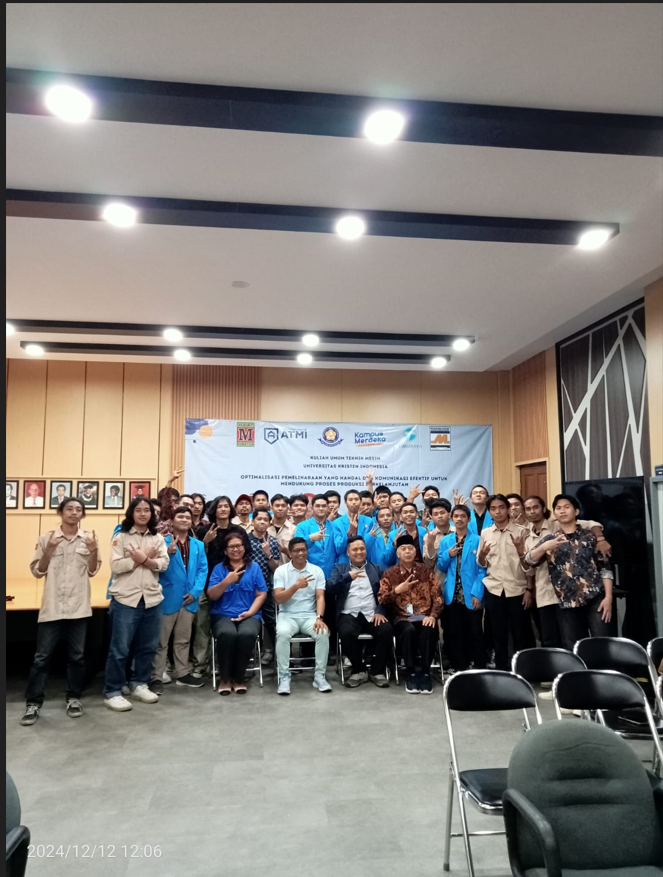 M
ATMI
Kampus
Merdeka
KULIAH UMUM TEKNIK MESIN
UNIVERSITAS KRISTEN INDONESIA
OPTIMALISASI PEMELIHARAAN YANG HANDAL KOMUNIKASI EFEKTIF UNTUK
MENDUKUNG PROSES PRODUKSI
2024/12/12 12:06